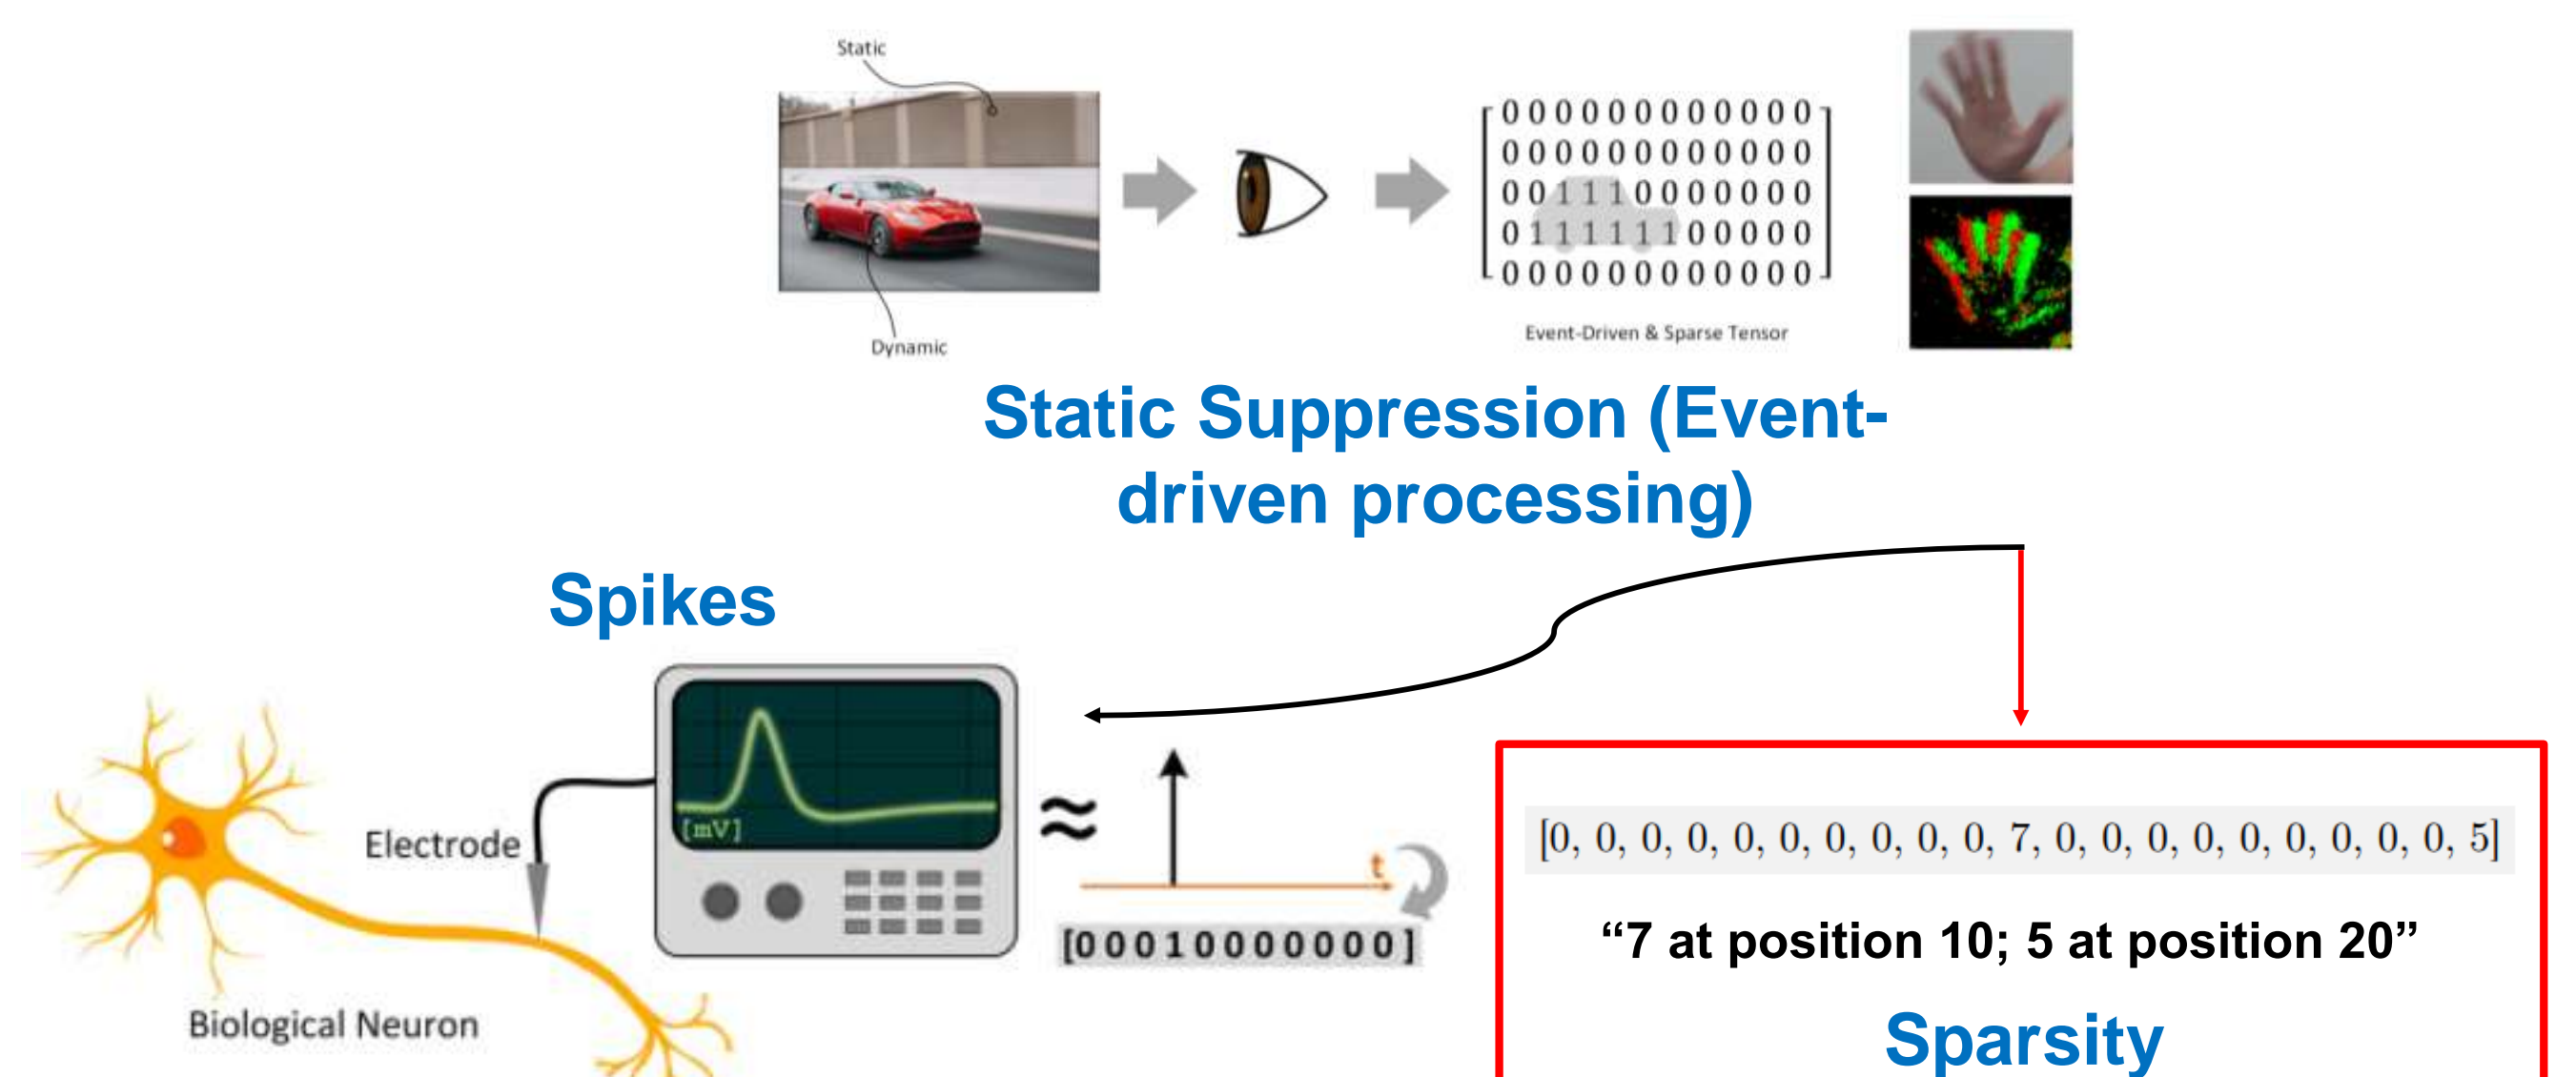 Static
0 0 0 0 0 0 0 0 0 0 0 0
0 0 0 0 0 0 0 0 0 0 0 0
0 0 1 1 1 0 0 0 0 0 0 0
0 1 1 1 1 1 1 0 0 0 0 0
0 0 0 0 0 0 0 0 0 0 0 0
Event-Driven & Sparse Tensor
Dynamic
Static Suppression (Event-
driven processing)
Spikes
[mV]
≈
t
Electrode
[0 0 0 1 0 0 0 0 0 0 0]
Biological Neuron
[0, 0, 0, 0, 0, 0, 0, 0, 0, 0, 7, 0, 0, 0, 0, 0, 0, 0, 0, 0, 5]
“7 at position 10; 5 at position 20”
Sparsity